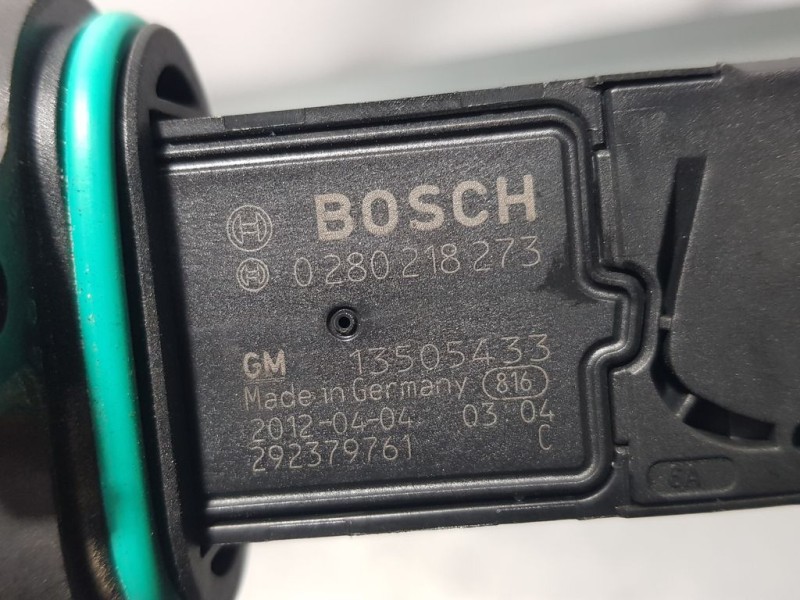 BOSCH
0 280 218 273
GM 13505433
Made in Germany 816
2012-04-04 03:04
292379761 C
6A